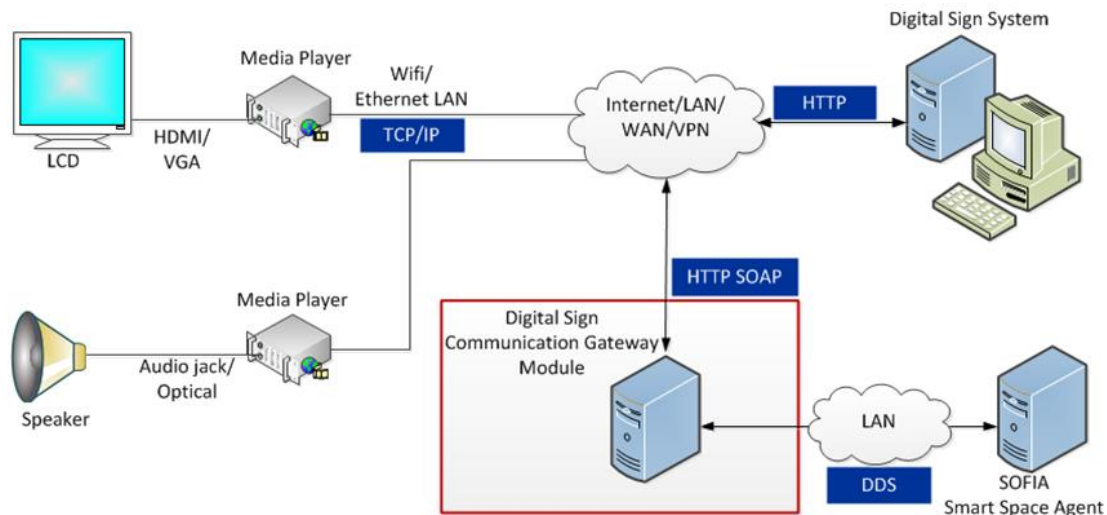 Digital Sign System
Media Player
Wifi/
Ethernet LAN
TCP/IP
Internet/LAN/
WAN/VPN
HTTP
HDMI/
VGA
LCD
HTTP SOAP
Media Player
Digital Sign
Communication Gateway
Module
Audio jack/
Optical
Speaker
LAN
DDS
SOFIA
Smart Space Agent